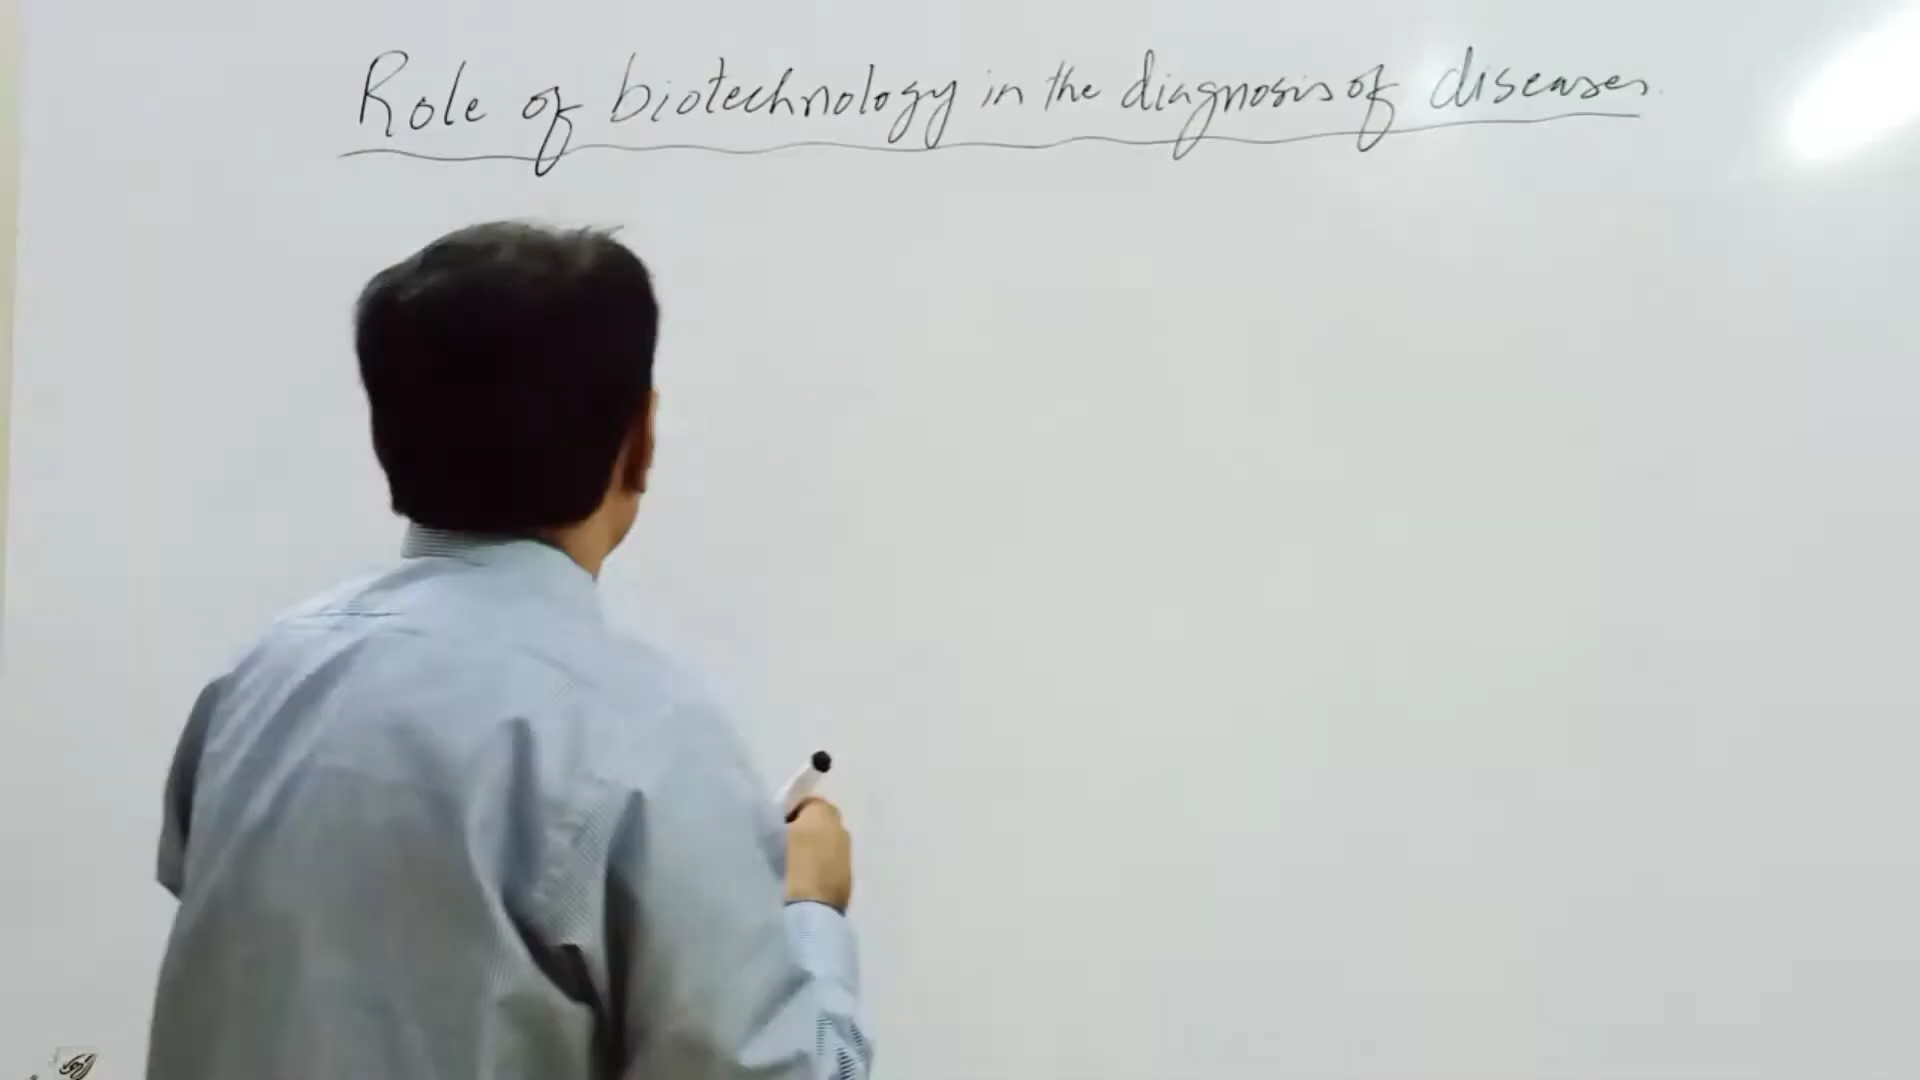 Role of biotechnology in the diagnosis of diseases.